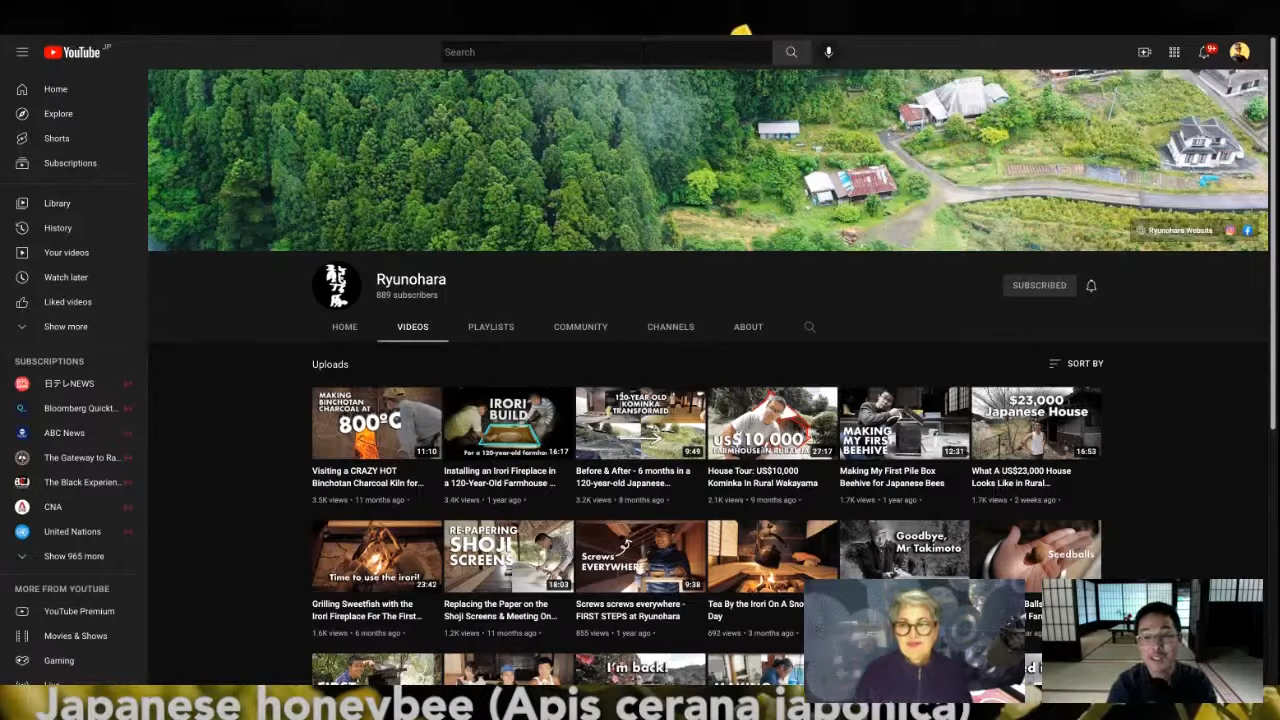 YouTube JP
Search
9+
Home
Explore
Shorts
Subscriptions
Library
History
Your videos
Watch later
Liked videos
Show more
SUBSCRIPTIONS
日テレNEWS
Bloomberg Quickt...
ABC News
The Gateway to Ra...
The Black Experien...
CNA
United Nations
Show 965 more
MORE FROM YOUTUBE
YouTube Premium
Movies & Shows
Gaming
Ryunohara Website
龍乃原
Ryunohara
889 subscribers
SUBSCRIBED
HOME
VIDEOS
PLAYLISTS
COMMUNITY
CHANNELS
ABOUT
Uploads
SORT BY
MAKING
BINCHOTAN
CHARCOAL AT
800ºC
11:10
Visiting a CRAZY HOT
Binchotan Charcoal Kiln for...
3.5K views • 11 months ago
IRORI
BUILD
For a 120-year-old farmho
16:17
Installing an Irori Fireplace in
a 120-Year-Old Farmhouse ...
3.4K views • 1 year ago
120-YEAR-OLD
KOMINKA
TRANSFORMED
9:49
Before & After - 6 months in a
120-year-old Japanese...
3.2K views • 8 months ago
US$10,000
FARMHOUSE IN RURAL JA
27:17
House Tour: US$10,000
Kominka in Rural Wakayama
2.1K views • 9 months ago
MAKING
MY FIRST
BEEHIVE
12:31
Making My First Pile Box
Beehive for Japanese Bees
1.7K views • 1 year ago
$23,000
Japanese House
16:53
What A US$23,000 House
Looks Like in Rural...
1.7K views • 2 weeks ago
Time to use the irori!
23:42
Grilling Sweetfish with the
Irori Fireplace For The First...
1.6K views • 6 months ago
RE-PAPERING
SHOJI
SCREENS
18:03
Replacing the Paper on the
Shoji Screens & Meeting On...
1.2K views • 11 months ago
Screws
EVERYWHERE
9:38
Screws screws everywhere -
FIRST STEPS at Ryunohara
855 views • 1 year ago
Tea By the Irori On A Sno
Day
692 views • 3 months ago
Goodbye,
Mr Takimoto
Seedballs
FIRST
I'm back!
MAKING
Japanese honeybee (Apis cerana japonica)